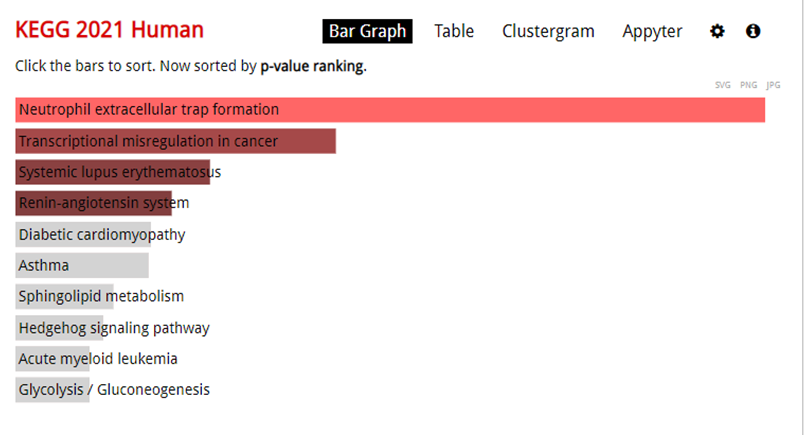 KEGG 2021 Human
Bar Graph Table Clustergram Appyter
Click the bars to sort. Now sorted by p-value ranking.
SVG PNG JPG
Neutrophil extracellular trap formation
Transcriptional misregulation in cancer
Systemic lupus erythematosus
Renin-angiotensin system
Diabetic cardiomyopathy
Asthma
Sphingolipid metabolism
Hedgehog signaling pathway
Acute myeloid leukemia
Glycolysis / Gluconeogenesis